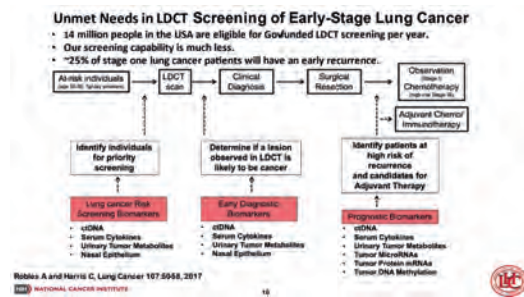 Unmet Needs in LDCT Screening of Early-Stage Lung Cancer
• 14 million people in the USA are eligible for Gov funded LDCT screening per year.
• Our screening capability is much less.
• ~25% of stage one lung cancer patients will have an early recurrence.
At-risk individuals
LDCT
scan
Clinical
Diagnosis
Surgical
Resection
Observation
(Stage I)
Chemotherapy
Adjuvant Chemo/
Immunotherapy
Identify individuals
for priority
screening
Determine if a lesion
observed in LDCT is
likely to be cancer
Identify patients at
high risk of
recurrence
and candidates for
Adjuvant Therapy
Lung cancer Risk
Screening Biomarkers
• ctDNA
• Serum Cytokines
• Urinary Tumor Metabolites
• Nasal Epithelium
Early Diagnostic
Biomarkers
• ctDNA
• Serum Cytokines
• Urinary Tumor Metabolites
• Nasal Epithelium
Prognostic Biomarkers
• ctDNA
• Serum Cytokines
• Urinary Tumor Metabolites
• Tumor MicroRNAs
• Tumor Protein mRNAs
• Tumor DNA Methylation
Robles A and Harris C, Lung Cancer 107:5058, 2017
NIH NATIONAL CANCER INSTITUTE